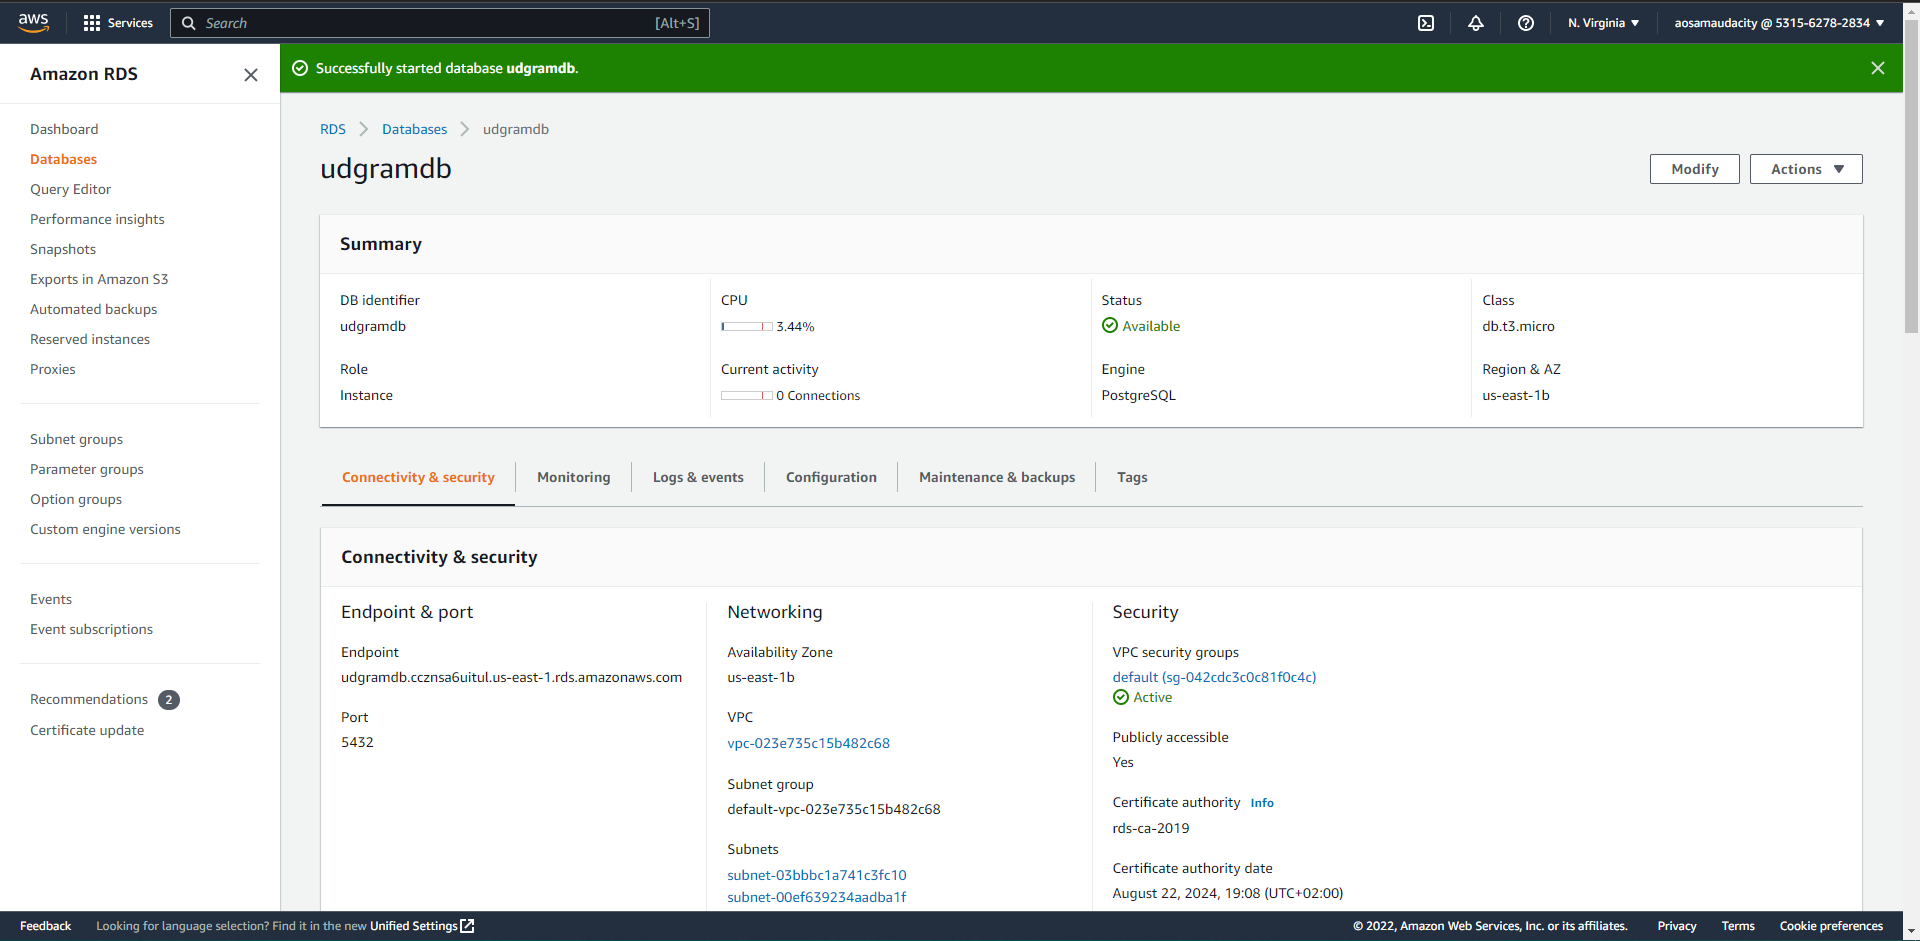 aws
Services
Search [Alt+S]
N. Virginia
aosamaudacity @ 5315-6278-2834
Amazon RDS
Successfully started database udgramdb.
Dashboard
Databases
Query Editor
Performance insights
Snapshots
Exports in Amazon S3
Automated backups
Reserved instances
Proxies
Subnet groups
Parameter groups
Option groups
Custom engine versions
Events
Event subscriptions
Recommendations 2
Certificate update
RDS Databases udgramdb
udgramdb
Modify
Actions
Summary
DB identifier
udgramdb
CPU
3.44%
Status
Available
Class
db.t3.micro
Role
Instance
Current activity
0 Connections
Engine
PostgreSQL
Region & AZ
us-east-1b
Connectivity & security
Monitoring
Logs & events
Configuration
Maintenance & backups
Tags
Connectivity & security
Endpoint & port
Endpoint
udgramdb.ccznsa6uitul.us-east-1.rds.amazonaws.com
Port
5432
Networking
Availability Zone
us-east-1b
VPC
vpc-023e735c15b482c68
Subnet group
default-vpc-023e735c15b482c68
Subnets
subnet-03bbbc1a741c3fc10
subnet-00ef639234aadba1f
Security
VPC security groups
default (sg-042cdc3c0c81f0c4c)
Active
Publicly accessible
Yes
Certificate authority Info
rds-ca-2019
Certificate authority date
August 22, 2024, 19:08 (UTC+02:00)
Feedback
Looking for language selection? Find it in the new Unified Settings
© 2022, Amazon Web Services, Inc. or its affiliates.
Privacy
Terms
Cookie preferences